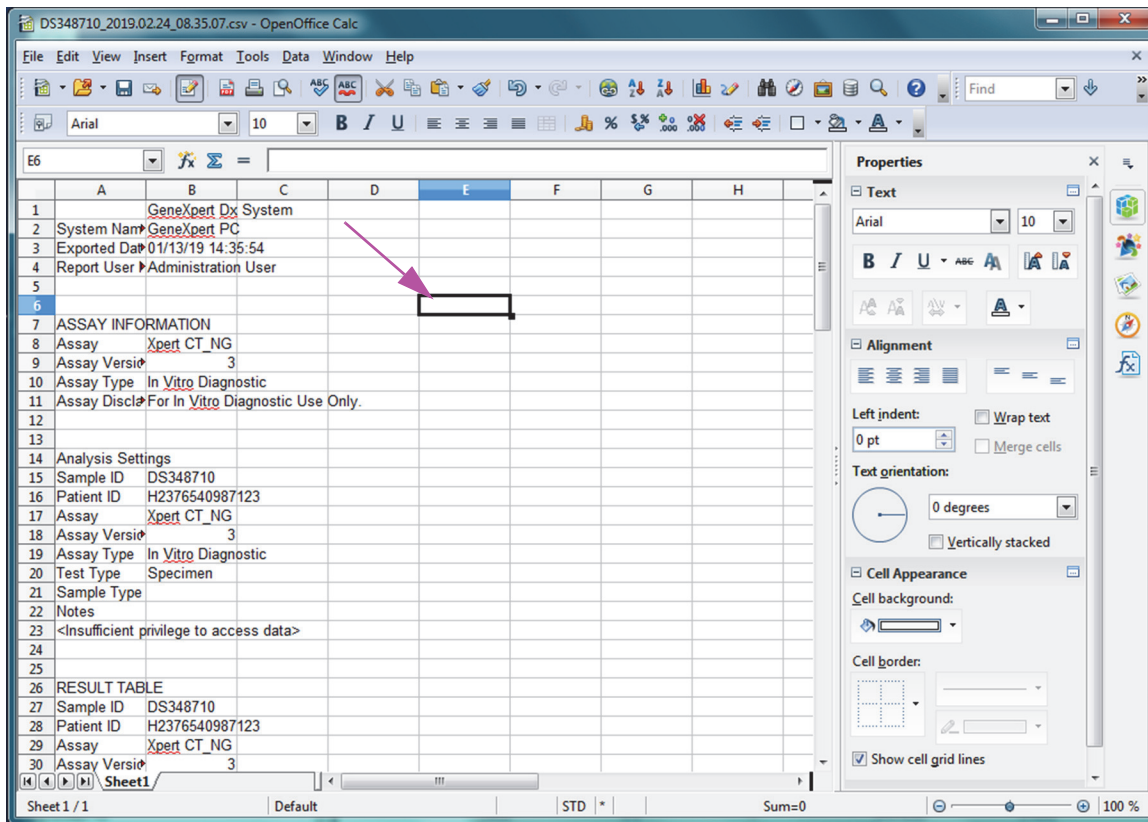 DS348710_2019.02.24_08.35.07.csv - OpenOffice Calc
File Edit View Insert Format Tools Data Window Help
Find
Arial 10
E6
A B C D E F G H
1 GeneXpert Dx System
2 System Nam GeneXpert PC
3 Exported Dat 01/13/19 14:35:54
4 Report User Administration User
5
6
7 ASSAY INFORMATION
8 Assay Xpert CT_NG
9 Assay Versio 3
10 Assay Type In Vitro Diagnostic
11 Assay Discla For In Vitro Diagnostic Use Only.
12
13
14 Analysis Settings
15 Sample ID DS348710
16 Patient ID H2376540987123
17 Assay Xpert CT_NG
18 Assay Versio 3
19 Assay Type In Vitro Diagnostic
20 Test Type Specimen
21 Sample Type
22 Notes
23 <Insufficient privilege to access data>
24
25
26 RESULT TABLE
27 Sample ID DS348710
28 Patient ID H2376540987123
29 Assay Xpert CT_NG
30 Assay Versio 3
Sheet1
Sheet 1 / 1 Default STD * Sum=0 100 %
Properties
Text
Arial 10
B I U ABC
Alignment
Left indent:
Wrap text
0 pt
Merge cells
Text orientation:
0 degrees
Vertically stacked
Cell Appearance
Cell background:
Cell border:
Show cell grid lines